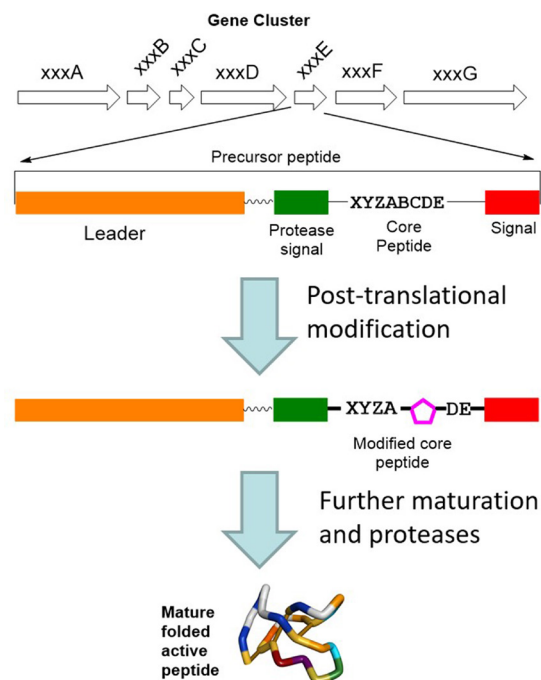 Gene Cluster
xxxA
xxxB
xxxC
xxxD
xxxE
xxxF
xxxG
Precursor peptide
XYZABCDE
Leader
Protease
signal
Core
Peptide
Signal
Post-translational
modification
XYZA
DE
Modified core
peptide
Further maturation
and proteases
Mature
folded
active
peptide